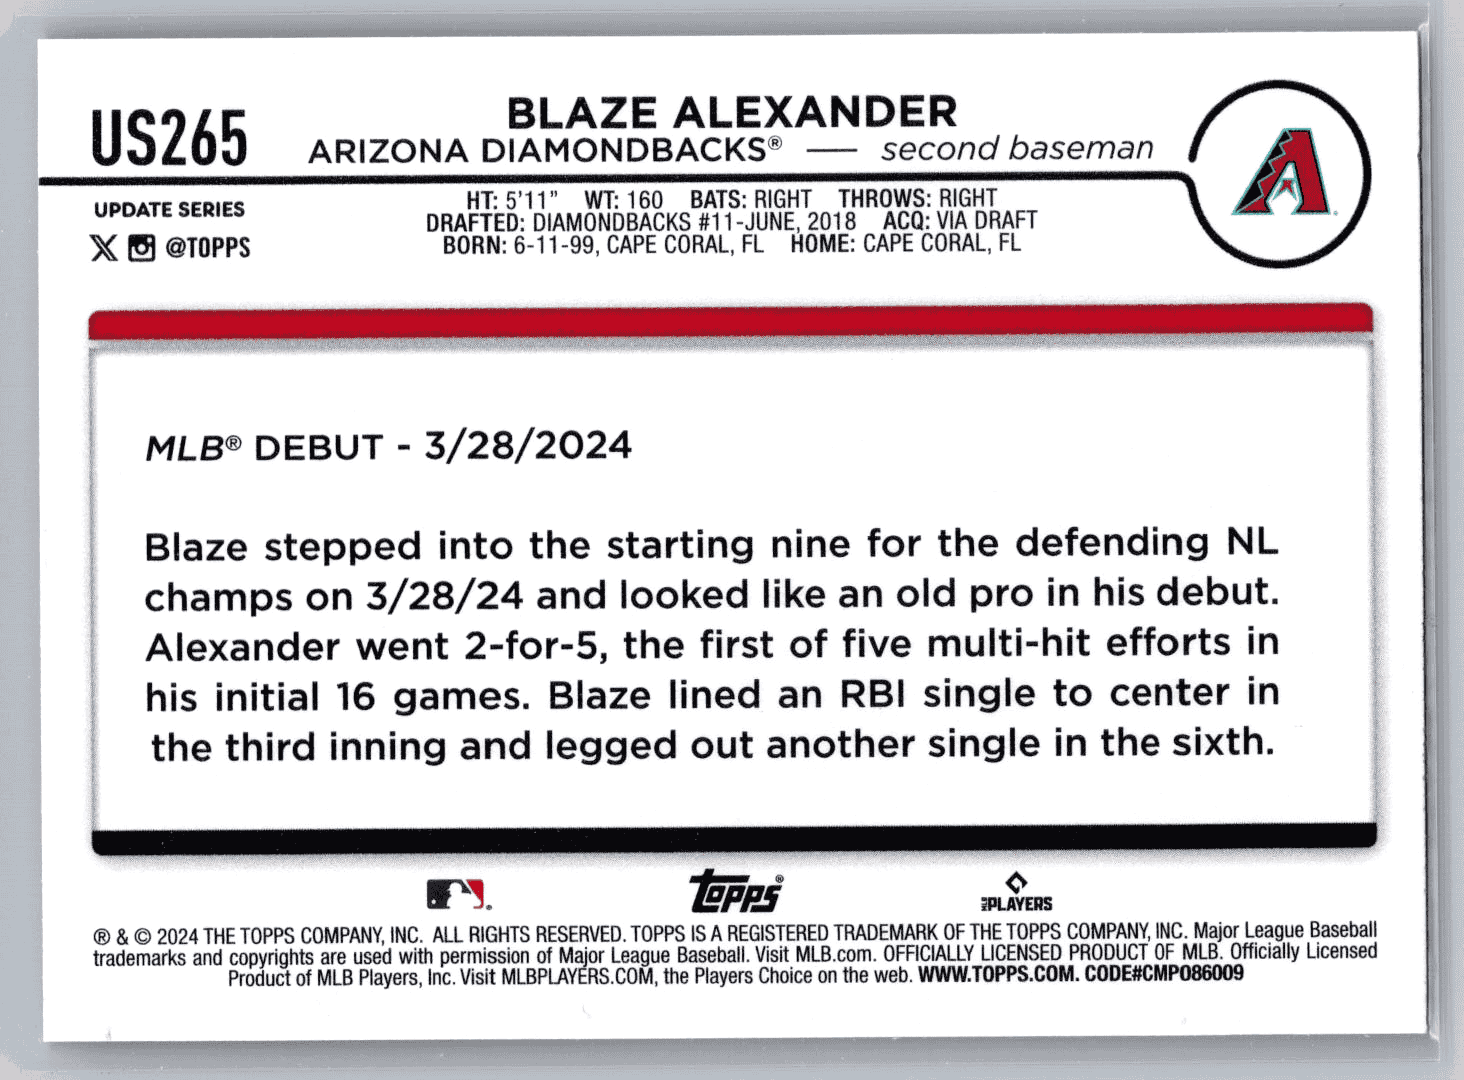 US265
BLAZE ALEXANDER
ARIZONA DIAMONDBACKS® — second baseman
UPDATE SERIES
X @TOPPS
HT: 5'11" WT: 160 BATS: RIGHT THROWS: RIGHT
DRAFTED: DIAMONDBACKS #11-JUNE, 2018 ACQ: VIA DRAFT
BORN: 6-11-99, CAPE CORAL, FL HOME: CAPE CORAL, FL
A
MLB® DEBUT - 3/28/2024
Blaze stepped into the starting nine for the defending NL
champs on 3/28/24 and looked like an old pro in his debut.
Alexander went 2-for-5, the first of five multi-hit efforts in
his initial 16 games. Blaze lined an RBI single to center in
the third inning and legged out another single in the sixth.
topps®
MLB PLAYERS
® & © 2024 THE TOPPS COMPANY, INC. ALL RIGHTS RESERVED. TOPPS IS A REGISTERED TRADEMARK OF THE TOPPS COMPANY, INC. Major League Baseball
trademarks and copyrights are used with permission of Major League Baseball. Visit MLB.com. OFFICIALLY LICENSED PRODUCT OF MLB. Officially Licensed
Product of MLB Players, Inc. Visit MLBPLAYERS.COM, the Players Choice on the web. WWW.TOPPS.COM. CODE#CMP086009